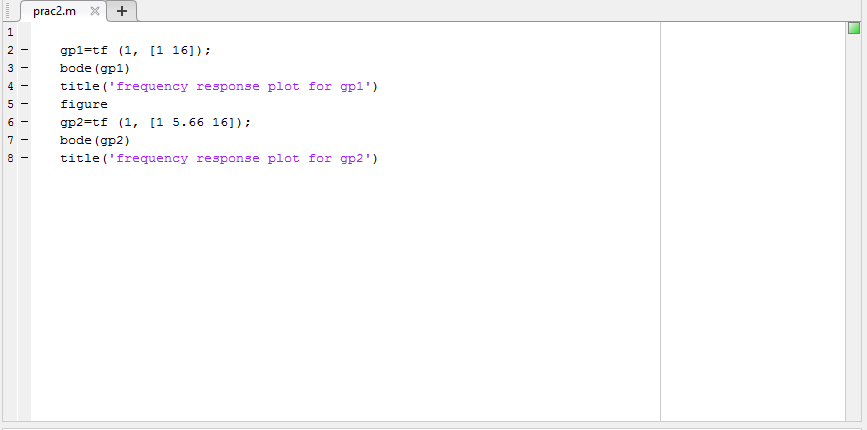 prac2.m
1
2 – gp1=tf (1, [1 16]);
3 – bode(gp1)
4 – title('frequency response plot for gp1')
5 – figure
6 – gp2=tf (1, [1 5.66 16]);
7 – bode(gp2)
8 – title('frequency response plot for gp2')